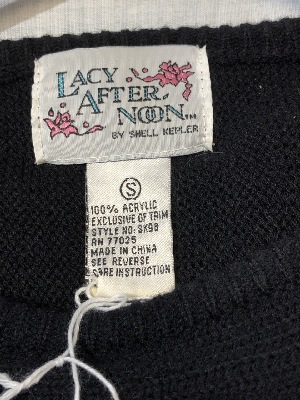 LACY
AFTER
NOON™
BY SHELL KEPLER
S
100% ACRYLIC
EXCLUSIVE OF TRIM
STYLE NO: SK98
RN 77025
MADE IN CHINA
SEE REVERSE
CARE INSTRUCTION